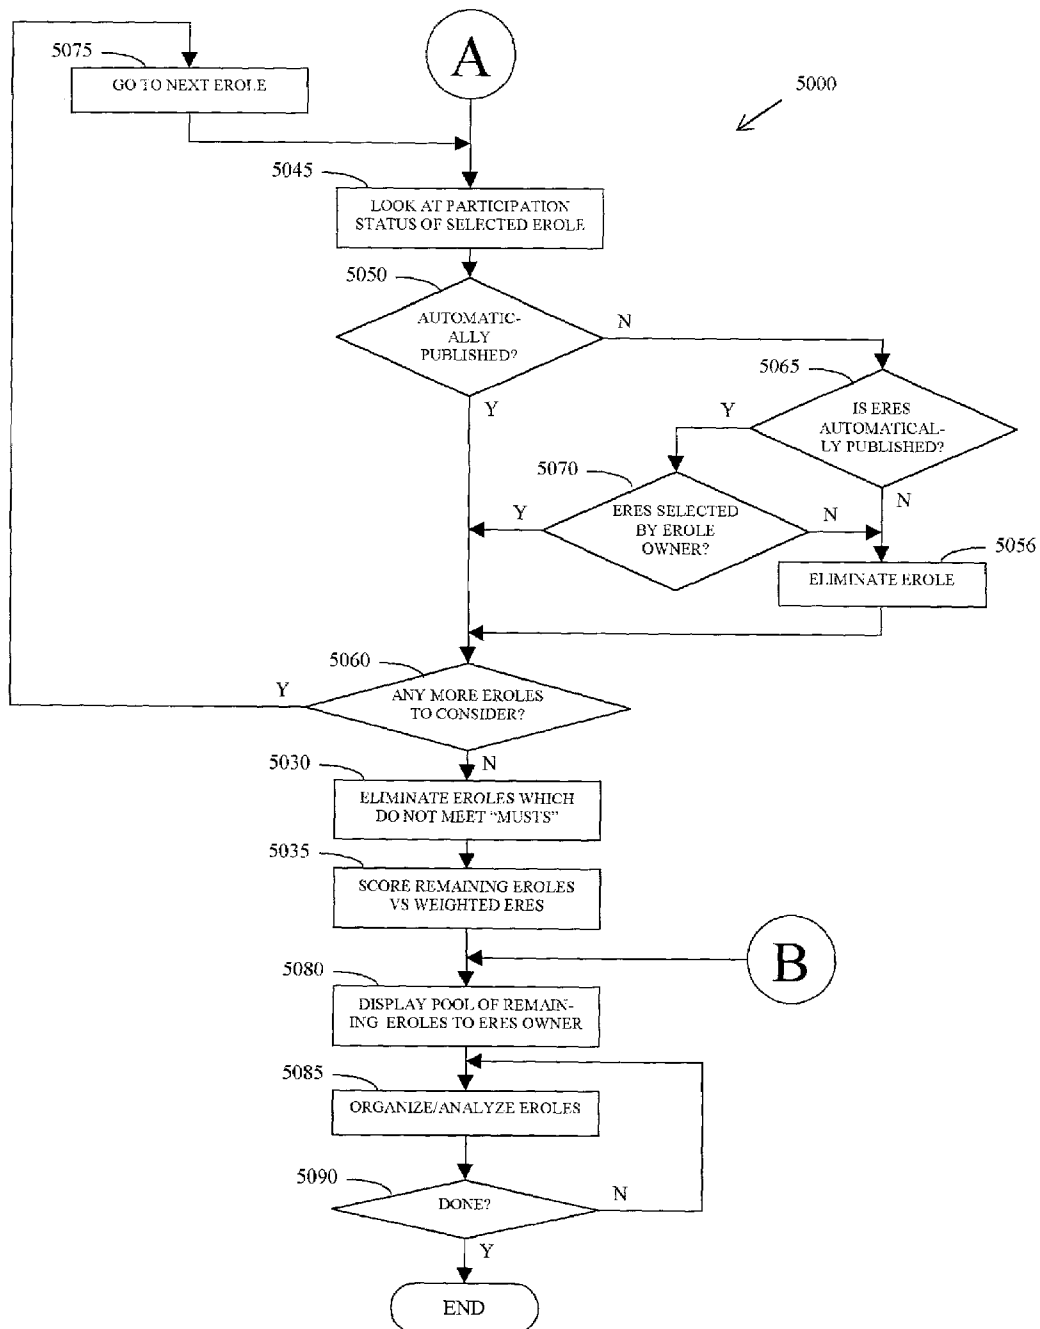 A
5075
GO TO NEXT EROLE
5000
5045
LOOK AT PARTICIPATION
STATUS OF SELECTED EROLE
5050
AUTOMATIC-
ALLY
PUBLISHED?
N
Y
5065
IS ERES
AUTOMATICAL-
LY PUBLISHED?
Y
N
5070
ERES SELECTED
BY EROLE
OWNER?
Y
N
5056
ELIMINATE EROLE
5060
ANY MORE EROLES
TO CONSIDER?
Y
N
5030
ELIMINATE EROLES WHICH
DO NOT MEET “MUSTS”
5035
SCORE REMAINING EROLES
VS WEIGHTED ERES
B
5080
DISPLAY POOL OF REMAIN-
ING EROLES TO ERES OWNER
5085
ORGANIZE/ANALYZE EROLES
5090
DONE?
N
Y
END